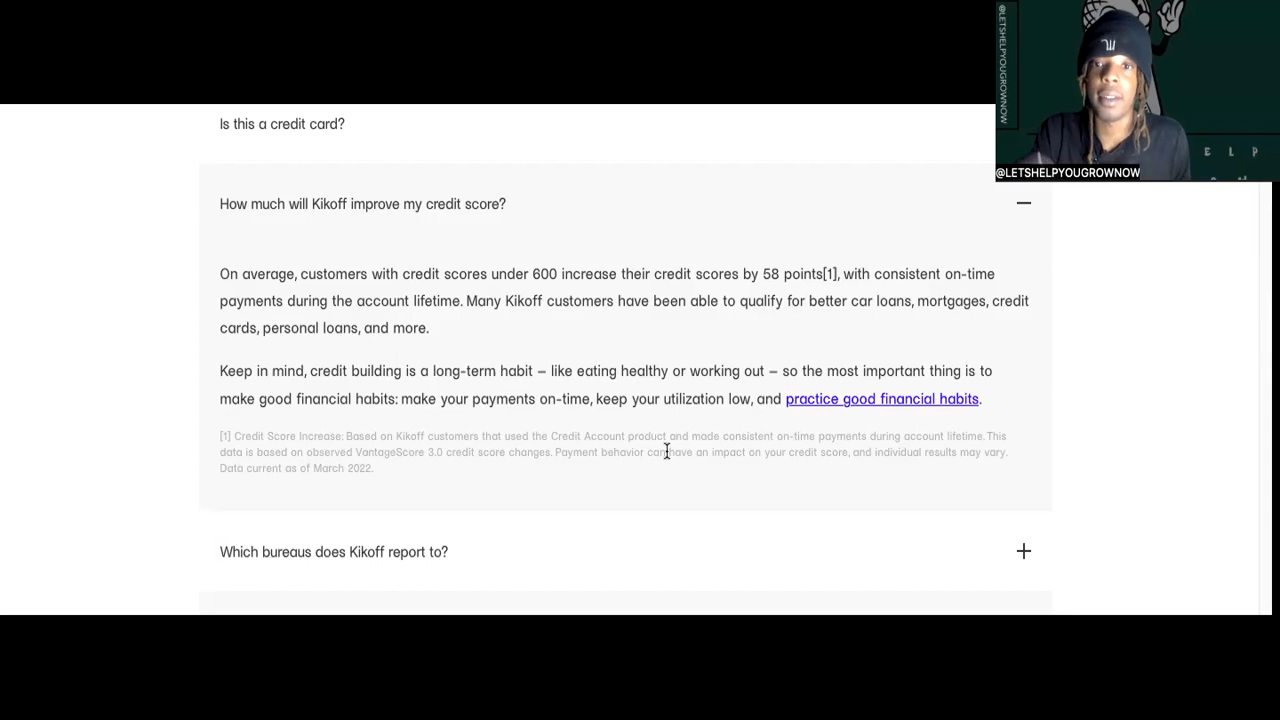 @LETSHELPYOUGROWNOW
E L P
@LETSHELPYOUGROWNOW
Is this a credit card?
How much will Kikoff improve my credit score?
On average, customers with credit scores under 600 increase their credit scores by 58 points[1], with consistent on-time
payments during the account lifetime. Many Kikoff customers have been able to qualify for better car loans, mortgages, credit
cards, personal loans, and more.
Keep in mind, credit building is a long-term habit – like eating healthy or working out – so the most important thing is to
make good financial habits: make your payments on-time, keep your utilization low, and practice good financial habits.
[1] Credit Score Increase: Based on Kikoff customers that used the Credit Account product and made consistent on-time payments during account lifetime. This
data is based on observed VantageScore 3.0 credit score changes. Payment behavior can have an impact on your credit score, and individual results may vary.
Data current as of March 2022.
Which bureaus does Kikoff report to?